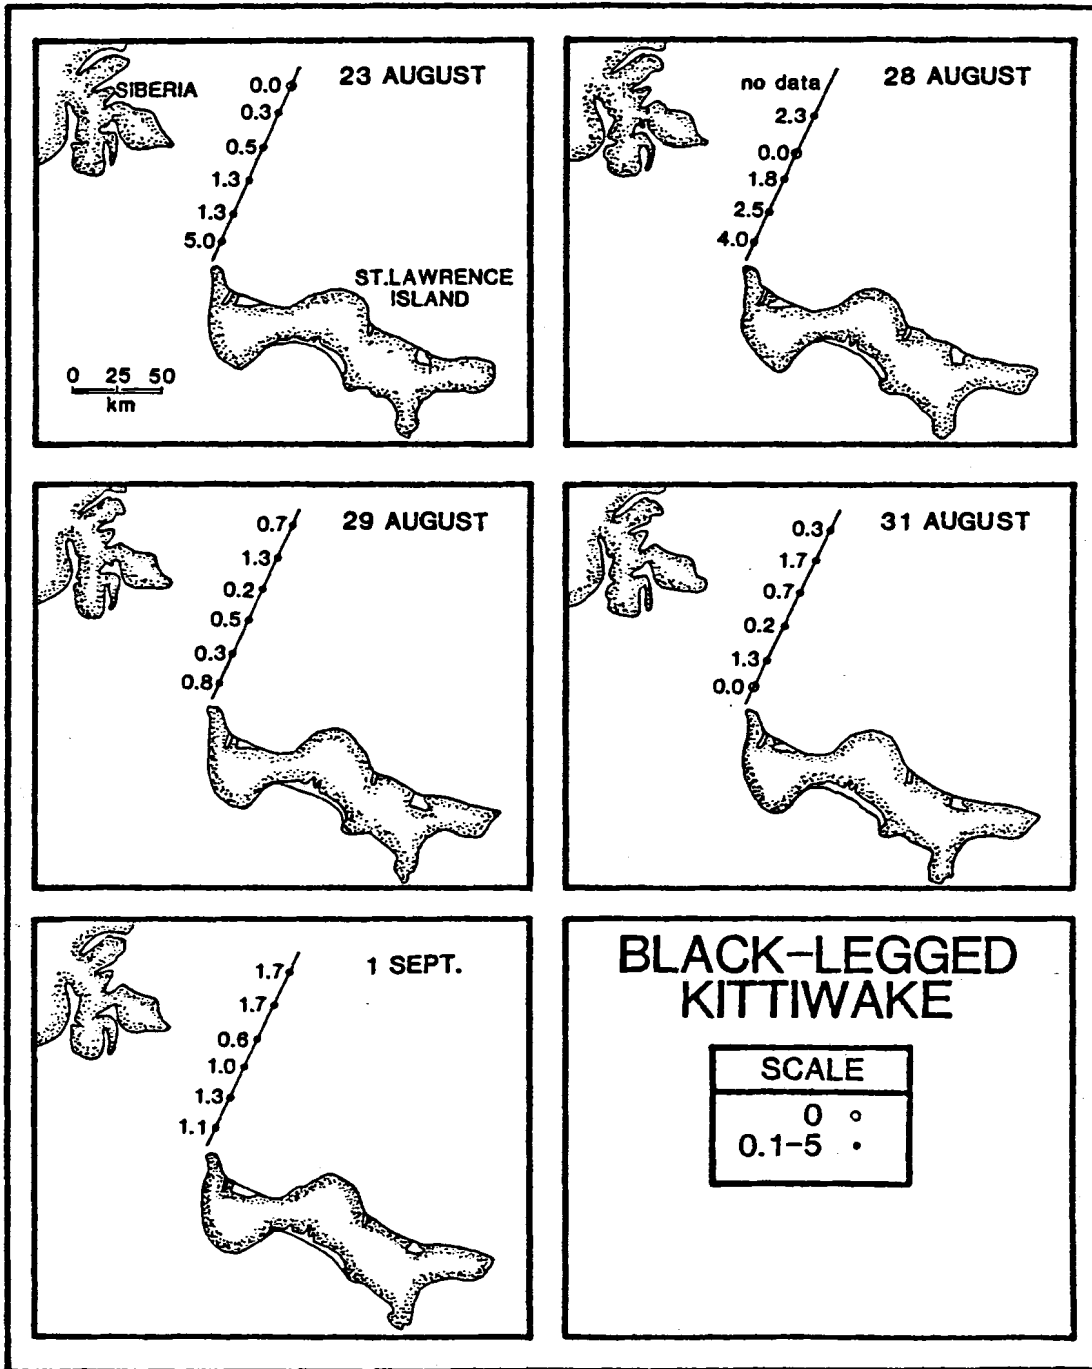 23 AUGUST
SIBERIA
0.0
0.3
0.5
1.3
1.3
5.0
ST.LAWRENCE
ISLAND
0 25 50
km
28 AUGUST
no data
2.3
0.0
1.8
2.5
4.0
29 AUGUST
0.7
1.3
0.2
0.5
0.3
0.8
31 AUGUST
0.3
1.7
0.7
0.2
1.3
0.0
1 SEPT.
1.7
1.7
0.6
1.0
1.3
1.1
BLACK-LEGGED
KITTIWAKE
SCALE
0
0.1-5